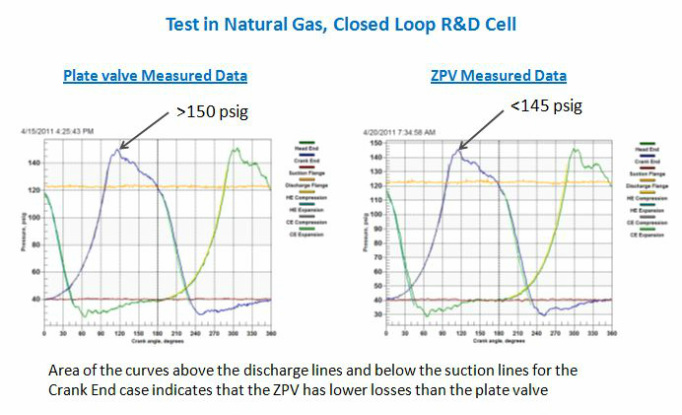 Test in Natural Gas, Closed Loop R&D Cell
Plate valve Measured Data
>150 psig
4/15/2011 4:25:43 PM
140
120
100
80
60
40
Pressure, psig
0 30 60 90 120 150 180 210 240 270 300 330 360
Crank angle, degrees
Head End
Crank End
Suction Flange
Discharge Flange
HE Compression
HE Expansion
CE Compression
CE Expansion
ZPV Measured Data
<145 psig
4/20/2011 7:34:58 AM
150
140
130
120
110
100
90
80
70
60
50
40
30
Pressure, psig
0 30 60 90 120 150 180 210 240 270 300 330 360
Crank angle, degrees
Head End
Crank End
Suction Flange
Discharge Flange
HE Compression
HE Expansion
CE Compression
CE Expansion
Area of the curves above the discharge lines and below the suction lines for the
Crank End case indicates that the ZPV has lower losses than the plate valve